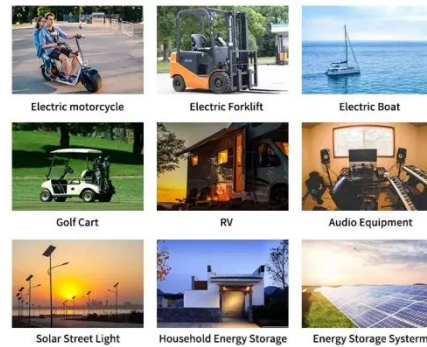 Electric motorcycle
Electric Forklift
Electric Boat
Golf Cart
RV
Audio Equipment
Solar Street Light
Household Energy Storage
Energy Storage Systerm